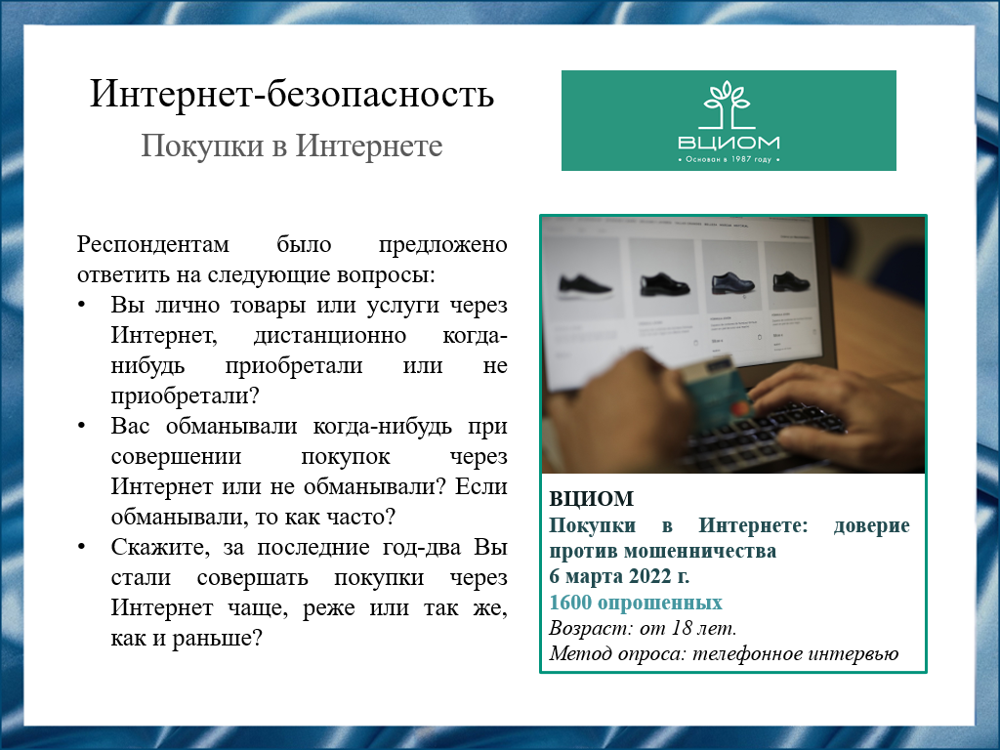 Интернет-безопасность
Покупки в Интернете
ВЦИОМ
• Основан в 1987 году •
Респондентам было предложено
ответить на следующие вопросы:
• Вы лично товары или услуги через
Интернет, дистанционно когда-
нибудь приобретали или не
приобретали?
• Вас обманывали когда-нибудь при
совершении покупок через
Интернет или не обманывали? Если
обманывали, то как часто?
• Скажите, за последние год-два Вы
стали совершать покупки через
Интернет чаще, реже или так же,
как и раньше?
ВЦИОМ
Покупки в Интернете: доверие
против мошенничества
6 марта 2022 г.
1600 опрошенных
Возраст: от 18 лет.
Метод опроса: телефонное интервью